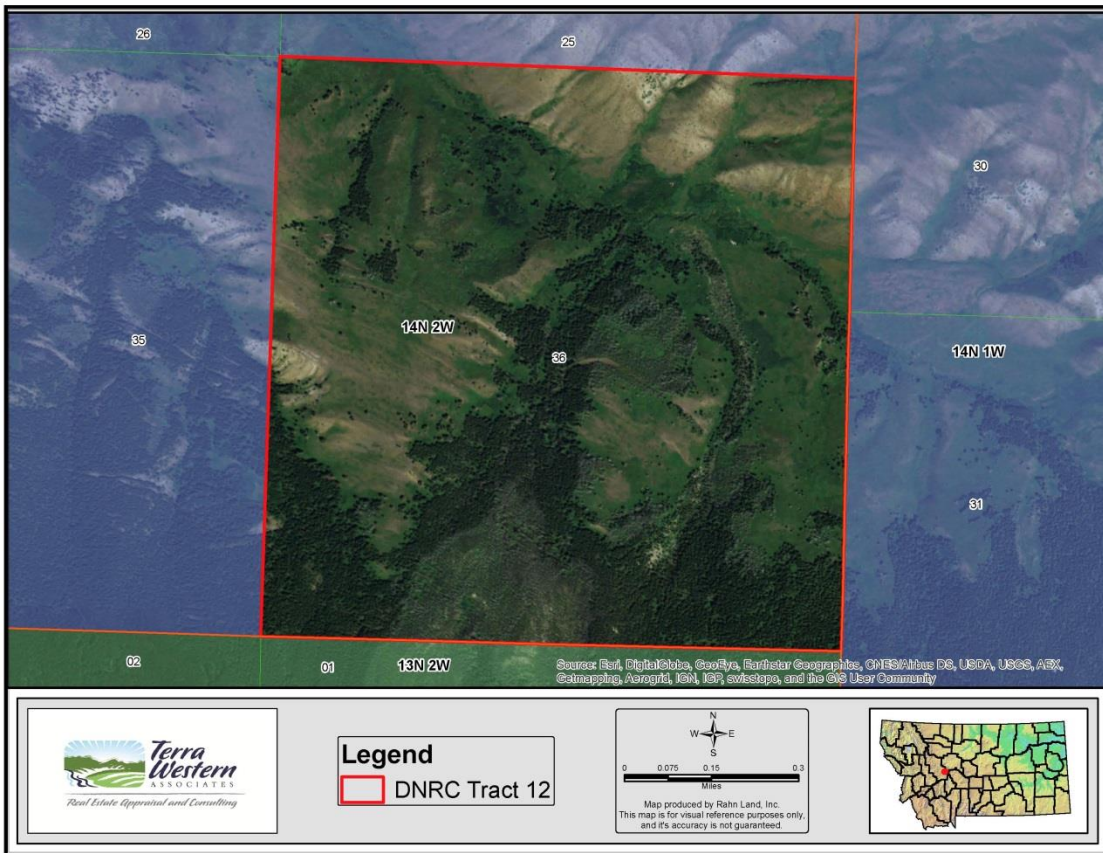 26
25
30
14N 2W
35
36
14N 1W
31
02
01
13N 2W
Source: Esri, DigitalGlobe, GeoEye, Earthstar Geographics, CNES/Airbus DS, USDA, USGS, AEX,
Getmapping, Aerogrid, IGN, IGP, swisstopo, and the GIS User Community
Terra
Western
ASSOCIATES
Real Estate Appraisal and Consulting
Legend
DNRC Tract 12
N
W E
S
0 0.075 0.15 0.3
Miles
Map produced by Rahn Land, Inc.
This map is for visual reference purposes only,
and it's accuracy is not guaranteed.